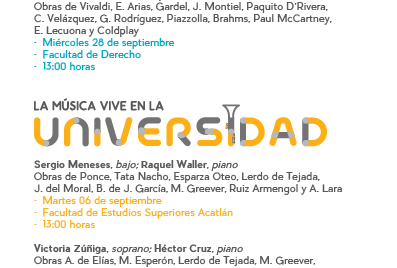 Obras de Vivaldi, E. Arias, Gardel, J. Montiel, Paquito D'Rivera,
C. Velázquez, G. Rodríguez, Piazzolla, Brahms, Paul McCartney,
E. Lecuona y Coldplay
- Miércoles 28 de septiembre
- Facultad de Derecho
- 13:00 horas
LA MÚSICA VIVE EN LA
UNIVERSIDAD
Sergio Meneses, bajo; Raquel Waller, piano
Obras de Ponce, Tata Nacho, Esparza Oteo, Lerdo de Tejada,
J. del Moral, B. de J. García, M. Greever, Ruiz Armengol y A. Lara
- Martes 06 de septiembre
- Facultad de Estudios Superiores Acatlán
- 13:00 horas
Victoria Zúñiga, soprano; Héctor Cruz, piano
Obras A. de Elías, M. Esperón, Lerdo de Tejada, M. Greever,